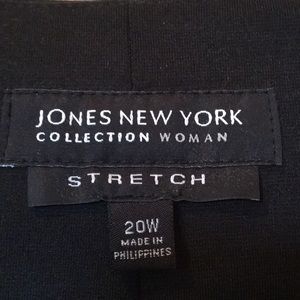 JONES NEW YORK
COLLECTION WOMAN
STRETCH
20W
MADE IN
PHILIPPINES